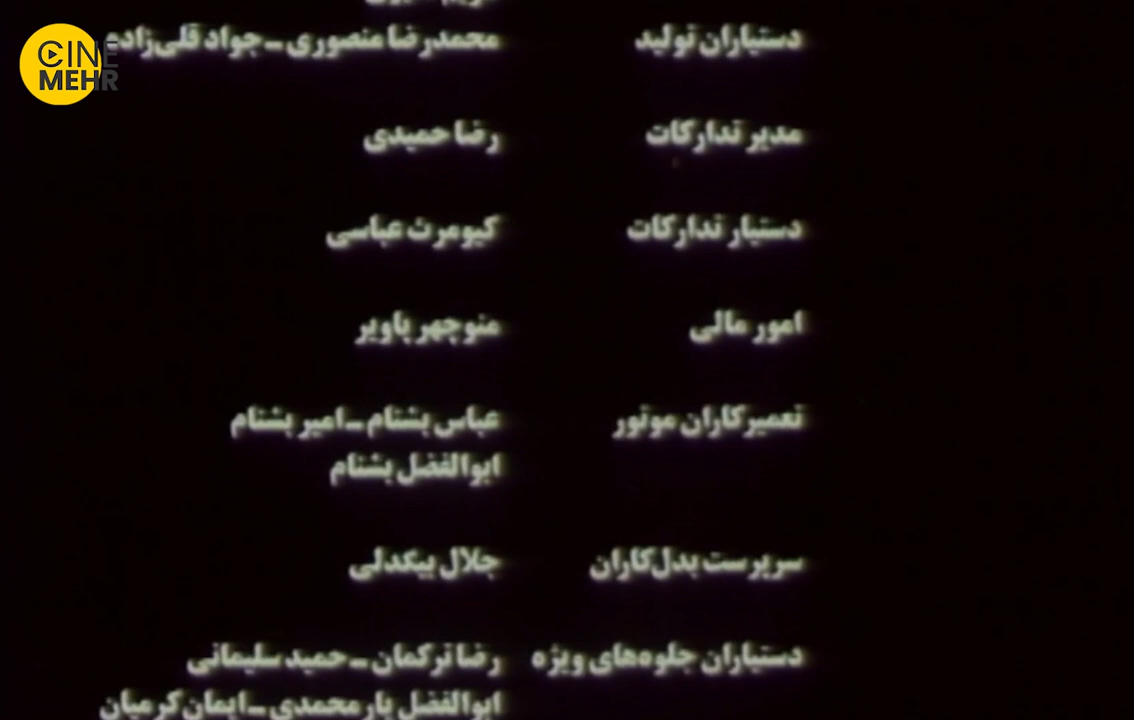 CINE
MEHR
دستیاران تولید محمدرضا منصوری ـ جواد قلی‌زاده
مدیر تدارکات رضا حمیدی
دستیار تدارکات کیومرث عباسی
امور مالی منوچهر پاویر
تعمیرکاران موتور عباس بشنام ـ امیر بشنام
ابوالفضل بشنام
سرپرست بدل‌کاران جلال بیکدلی
دستیاران جلوه‌های ویژه رضا ترکمان ـ حمید سلیمانی
ابوالفضل یارمحمدی ـ ایمان کرمیان